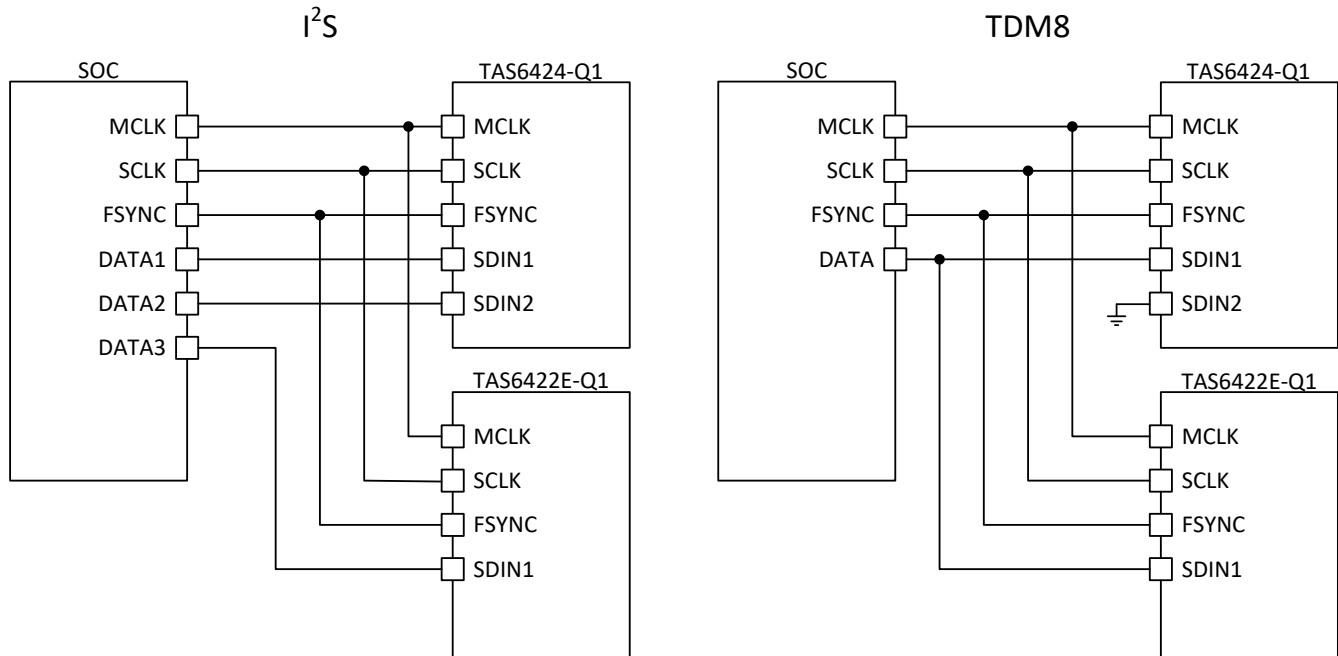 I²S
SOC
MCLK
SCLK
FSYNC
DATA1
DATA2
DATA3
TAS6424-Q1
MCLK
SCLK
FSYNC
SDIN1
SDIN2
TAS6422E-Q1
MCLK
SCLK
FSYNC
SDIN1
TDM8
SOC
MCLK
SCLK
FSYNC
DATA
TAS6424-Q1
MCLK
SCLK
FSYNC
SDIN1
SDIN2
TAS6422E-Q1
MCLK
SCLK
FSYNC
SDIN1